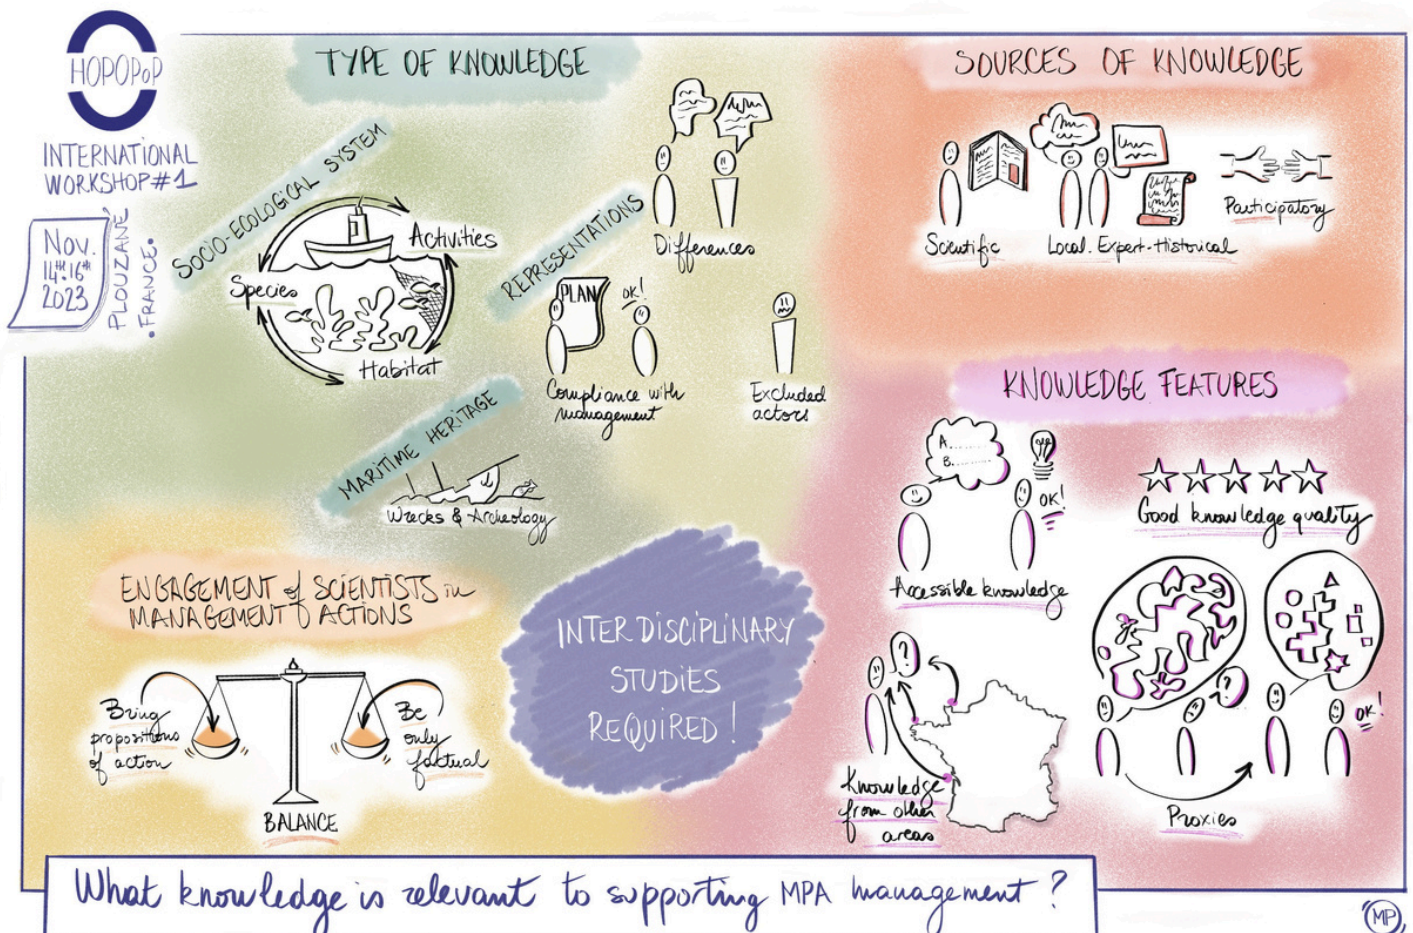 HOPOPoP
INTERNATIONAL
WORKSHOP #1
Nov.
14th.16th
2023
PLOUZANÉ
.FRANCE.
TYPE OF KNOWLEDGE
SOCIO-ECOLOGICAL SYSTEM
Activities
Species
Habitat
REPRESENTATIONS
Differences
PLAN
OK!
Compliance with
management
Excluded
actors
MARITIME HERITAGE
Wrecks & Archeology
SOURCES OF KNOWLEDGE
Scientific
Local. Expert. Historical
Participatory
KNOWLEDGE FEATURES
A.........
B.........
OK!
Accessible knowledge
Good knowledge quality
?
Knowledge
from other
areas
?
OK!
Proxies
ENGAGEMENT of SCIENTISTS in
MANAGEMENT ACTIONS
Bring
propositions
of action
Be
only
factual
BALANCE
INTERDISCIPLINARY
STUDIES
REQUIRED !
What knowledge is relevant to supporting MPA management ?
MP